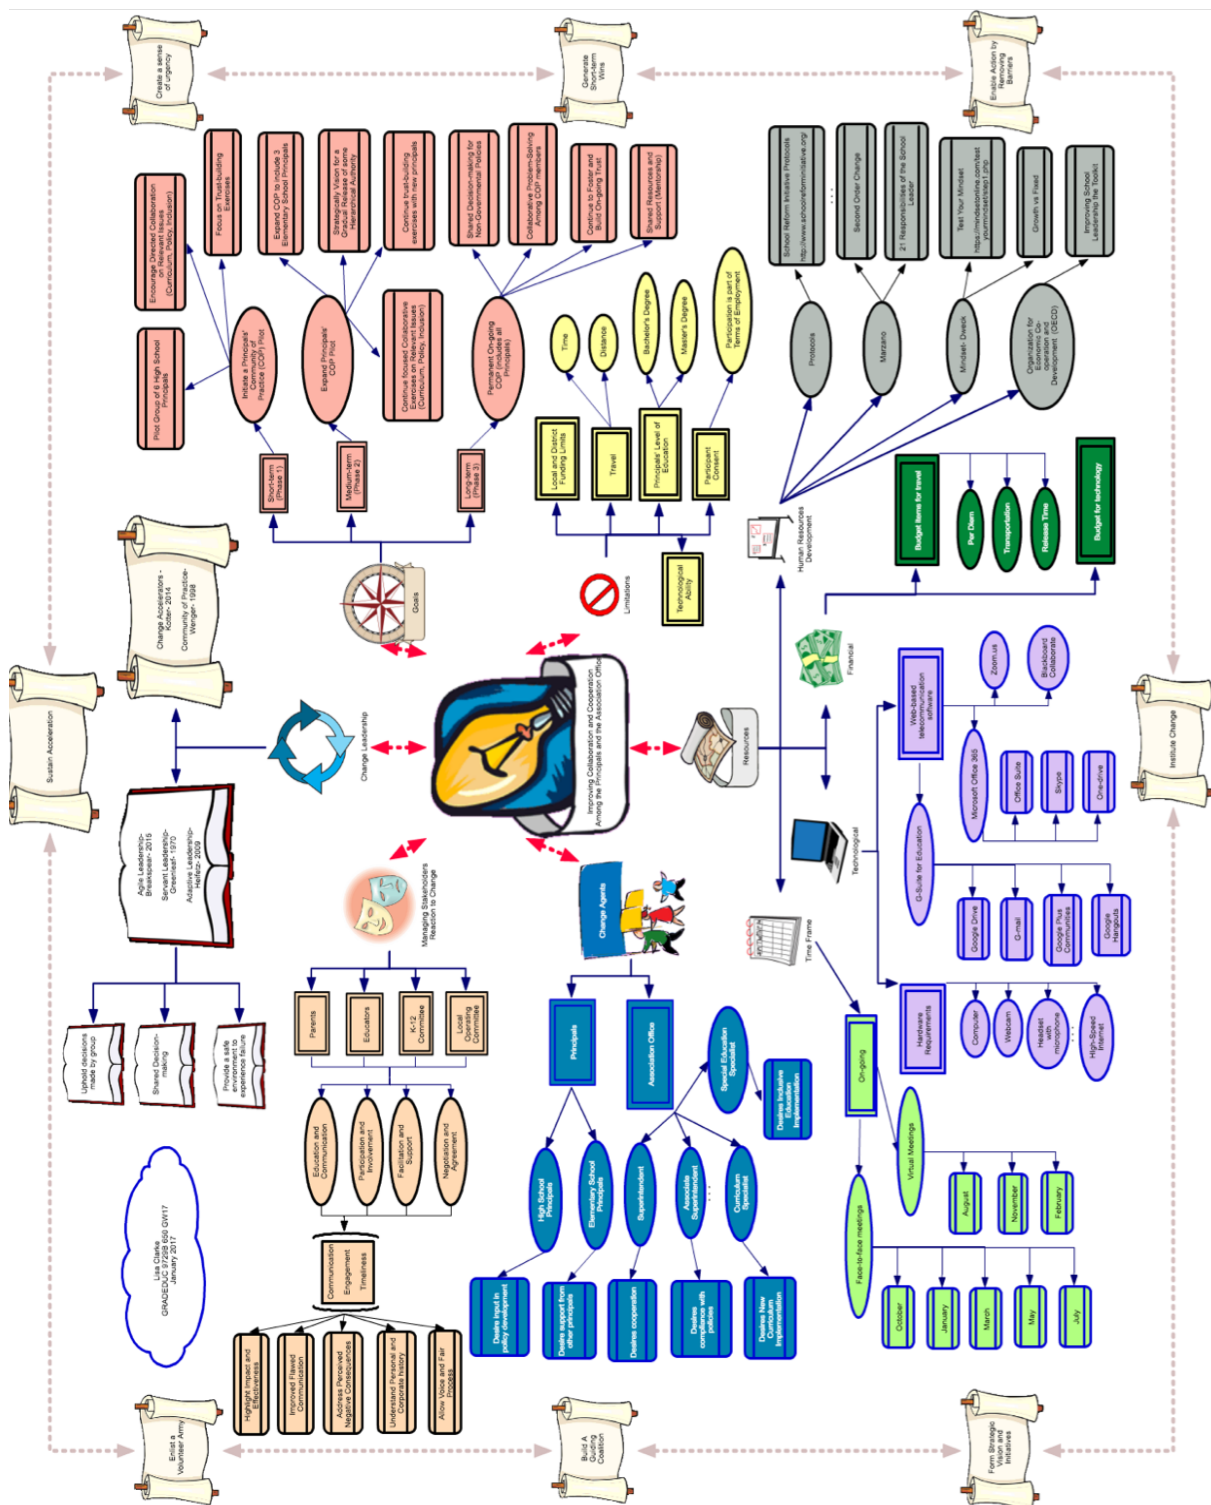 Enlist a
Volunteer Army
Sustain Acceleration
Create a sense
of urgency
Lisa Clarke
GRADEDUC 9729B 650 GW17
January 2017
Uphold decisions
made by group
Shared Decision-
making
Provide a safe
environment to
experience failure
Agile Leadership-
Breakspear- 2015
Servant Leadership-
Greenleaf- 1970
Adaptive Leadership-
Heifetz- 2009
Change Accelerators -
Kotter- 2014
Community of Practice-
Wenger- 1998
Change Leadership
Highlight Impact and
Effectiveness
Improved Flawed
Communication
Address Perceived
Negative Consequences
Understand Personal and
Corporate history
Allow Voice and Fair
Process
Communication
Engagement
Timeliness
Education and
Communication
Participation and
Involvement
Facilitation and
Support
Negotiation and
Agreement
Parents
Educators
K-12
Committee
Local
Operating
Committee
Managing Stakeholders
Reaction to Change
Goals
Short-term
(Phase 1)
Medium-term
(Phase 2)
Long-term
(Phase 3)
Initiate a Principals'
Community of
Practice (COP) Pilot
Expand Principals'
COP Pilot
Permanent On-going
COP (includes all
Principals)
Pilot Group of 6 High School
Principals
Encourage Directed Collaboration
on Relevant Issues
(Curriculum, Policy, Inclusion)
Focus on Trust-building
Exercises
Expand COP to include 3
Elementary School Principals
Strategically Vision for a
Gradual Release of some
Hierarchical Authority
Continue trust-building
exercises with new principals
Continue focused Collaborative
Exercises on Relevant Issues
(Curriculum, Policy, Inclusion)
Shared Decision-making for
Non-Governmental Policies
Collaborative Problem-Solving
Among COP members
Continue to Foster and
Build On-going Trust
Shared Resources and
Support (Mentorship)
Build A
Guiding
Coalition
Generate
Short-term
Wins
Improving Collaboration and Cooperation
Among the Principals and the Association Office
Change Agents
Principals
Association Office
High School
Principals
Elementary School
Principals
Superintendent
Associate
Superintendent
Curriculum
Specialist
Special Education
Specialist
Desire input in
policy development
Desire support from
other principals
Desires cooperation
Desires
compliance with
policies
Desires New
Curriculum
Implementation
Desires Inclusive
Education
Implementation
Limitations
Local and District
Funding Limits
Travel
Principals' Level of
Education
Participant
Consent
Technological
Ability
Time
Distance
Bachelor's Degree
Master's degree
Participation is part of
Terms of Employment
Resources
Human Resources
Development
Protocols
Marzano
Mindset- Dweck
Organization for
Economic Co-
operation and
Development (OECD)
School Reform Initiative Protocols
http://www.schoolreforminitiative.org/
Second Order Change
21 Responsibilities of the School
Leader
Test Your Mindset
https://mindsetonline.com/test
yourmindset/step1.php
Growth vs Fixed
Improving School
Leadership the Toolkit
Financial
Budget items for travel
Per Diem
Transportation
Release Time
Budget for technology
Technological
Web-based
telecommunication
software
Zoom.us
Blackboard
Collaborate
Microsoft Office 365
Office Suite
Skype
One-drive
G-Suite for Education
Google Drive
G-mail
Google Plus
Communities
Google
Hangouts
Hardware
Requirements
Computer
Webcam
Headset
with
microphone
High-Speed
Internet
Time Frame
On-going
Face-to-face meetings
Virtual Meetings
October
January
March
May
July
August
November
February
Form Strategic
Vision and
Initiatives
Institute Change
Enable Action by
Removing
Barriers